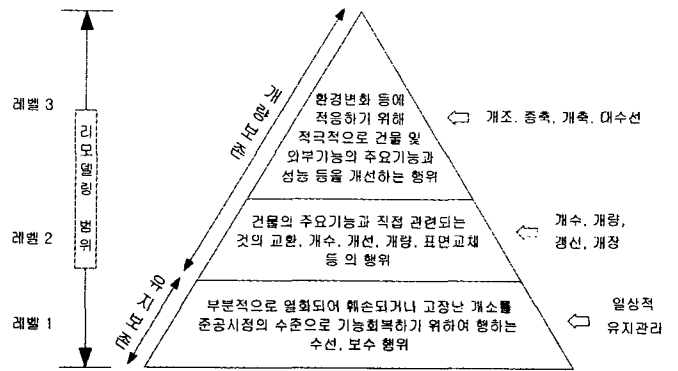 레벨 3
리모델링 범위
개량보전
환경변화 등에
적응하기 위해
적극적으로 건물 및
외부가능의 주요기능과
성능 등을 개선하는 행위
개조, 증축, 개축, 대수선
레벨 2
건물의 주요기능과 직접 관련되는
것의 교환, 개수, 개선, 개량, 표면교체
등 의 행위
개수, 개량,
갱신, 개장
레벨 1
유지보전
부분적으로 열화되어 훼손되거나 고장난 개소를
준공시점의 수준으로 기능회복하기 위하여 행하는
수선, 보수 행위
일상적
유지관리